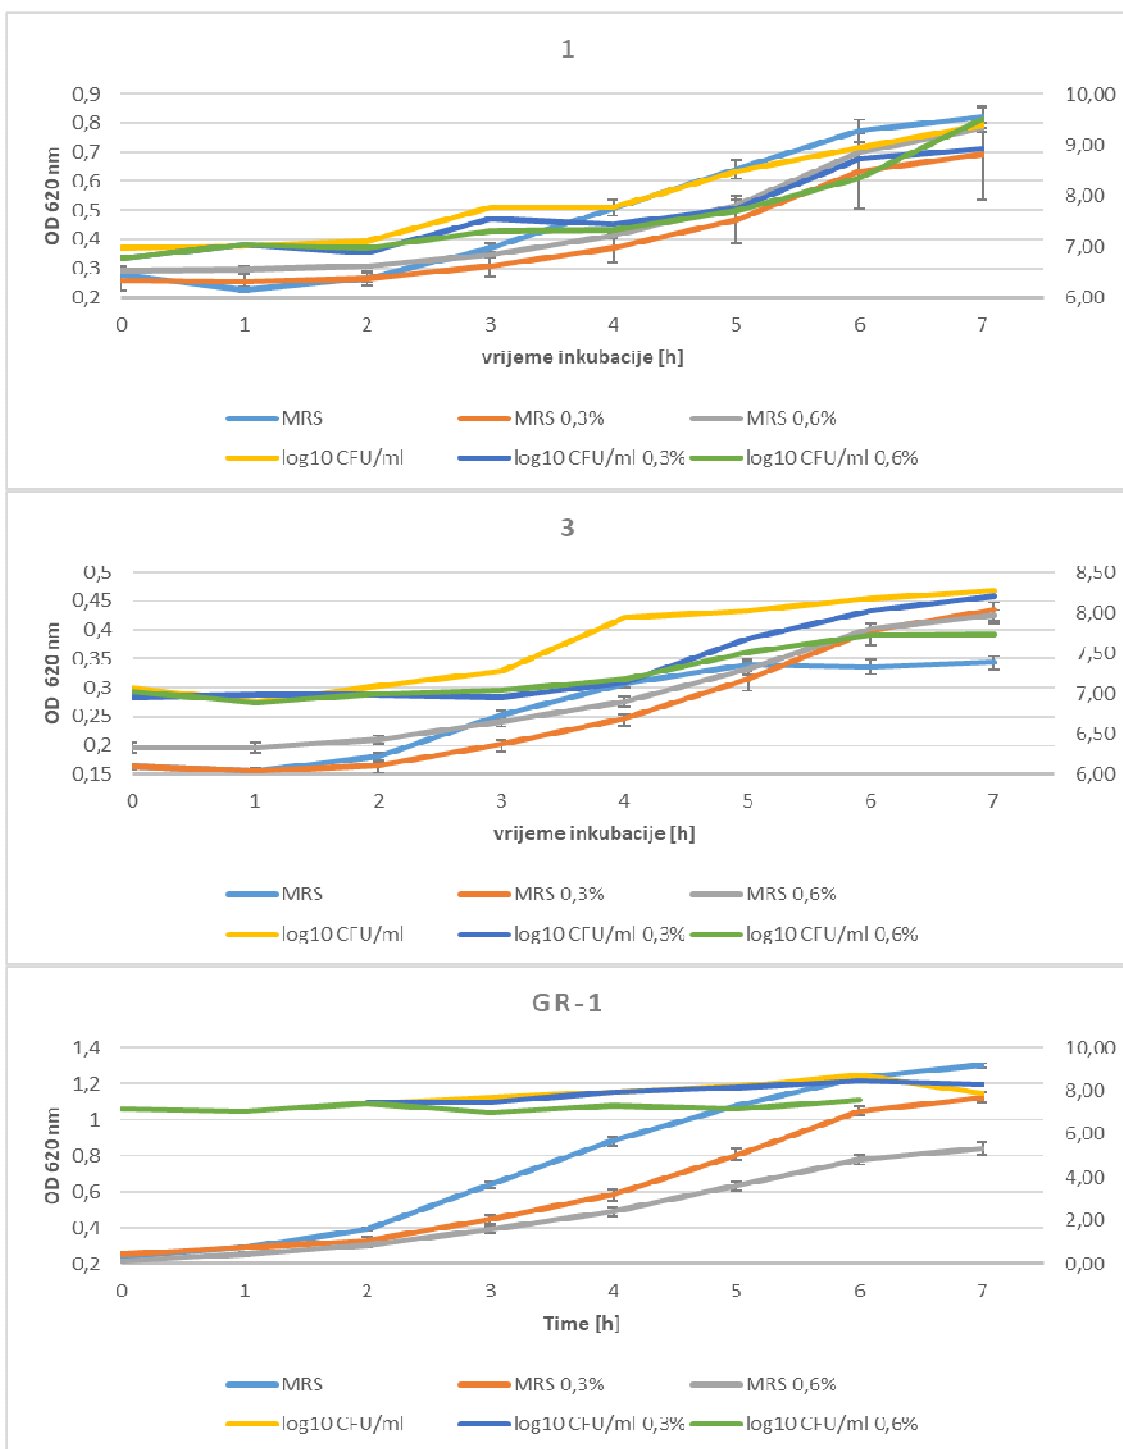 1
0,9 10,00
0,8 9,00
0,7
0,6 8,00
0,5
0,4 7,00
0,3
0,2 6,00
OD 620 nm
0 1 2 3 4 5 6 7
vrijeme inkubacije [h]
MRS MRS 0,3% MRS 0,6%
log10 CFU/ml log10 CFU/ml 0,3% log10 CFU/ml 0,6%
3
0,5 8,50
0,45 8,00
0,4
0,35 7,50
0,3 7,00
0,25 6,50
0,2
0,15 6,00
OD 620 nm
0 1 2 3 4 5 6 7
vrijeme inkubacije [h]
MRS MRS 0,3% MRS 0,6%
log10 CFU/ml log10 CFU/ml 0,3% log10 CFU/ml 0,6%
GR-1
1,4 10,00
1,2 8,00
1 6,00
0,8
0,6 4,00
0,4 2,00
0,2 0,00
OD 620 nm
0 1 2 3 4 5 6 7
Time [h]
MRS MRS 0,3% MRS 0,6%
log10 CFU/ml log10 CFU/ml 0,3% log10 CFU/ml 0,6%